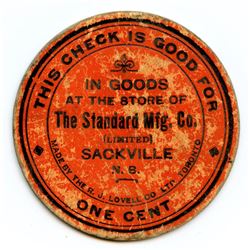 THIS CHECK IS GOOD FOR
IN GOODS
AT THE STORE OF
The Standard Mfg. Co.
(LIMITED)
SACKVILLE
N. B.
MADE BY THE R. J. LOVELL CO. LTD. TORONTO
ONE CENT